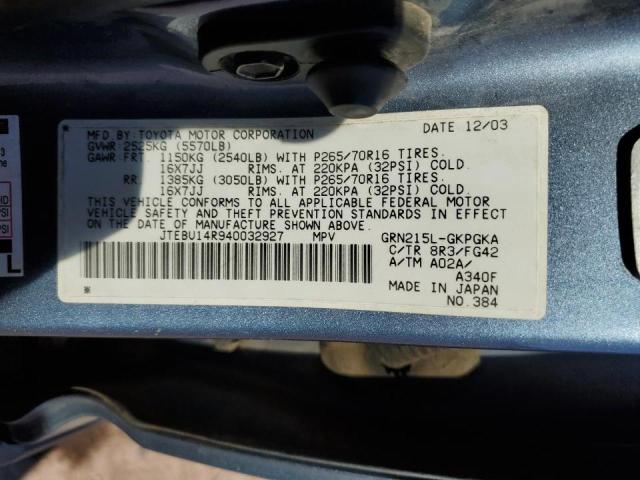 MFD. BY: TOYOTA MOTOR CORPORATION DATE 12/03
GVWR 2525KG (5570LB)
GAWR FRT. 1150KG (2540LB) WITH P265/70R16 TIRES.
16X7JJ RIMS. AT 220KPA (32PSI) COLD.
RR. 1385KG (3050LB) WITH P265/70R16 TIRES.
16X7JJ RIMS. AT 220KPA (32PSI) COLD.
THIS VEHICLE CONFORMS TO ALL APPLICABLE FEDERAL MOTOR
VEHICLE SAFETY AND THEFT PREVENTION STANDARDS IN EFFECT
ON THE DATE OF MANUFACTURE SHOWN ABOVE.
JTEBU14R940032927 MPV GRN215L-GKPGKA
C/TR 8R3/FG42
A/TM A02A/
A340F
MADE IN JAPAN
NO.384
3
ne
PSI
PSI
L